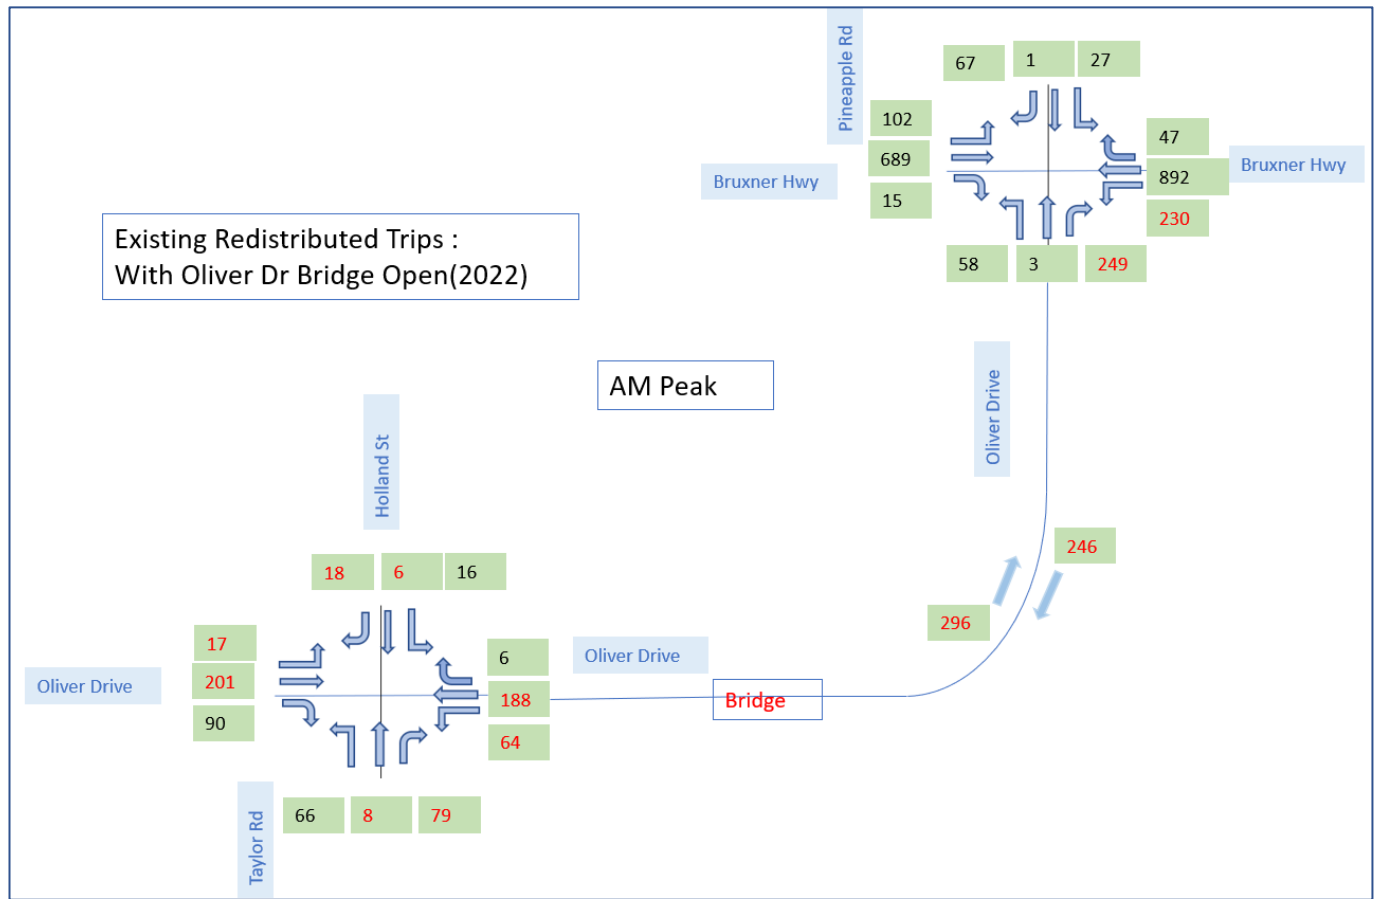 Pineapple Rd
67
1
27
102
689
15
Bruxner Hwy
47
892
230
Bruxner Hwy
58
3
249
Existing Redistributed Trips :
With Oliver Dr Bridge Open(2022)
AM Peak
Oliver Drive
Holland St
246
296
18
6
16
17
201
90
Oliver Drive
6
188
64
Oliver Drive
Bridge
66
8
79
Taylor Rd